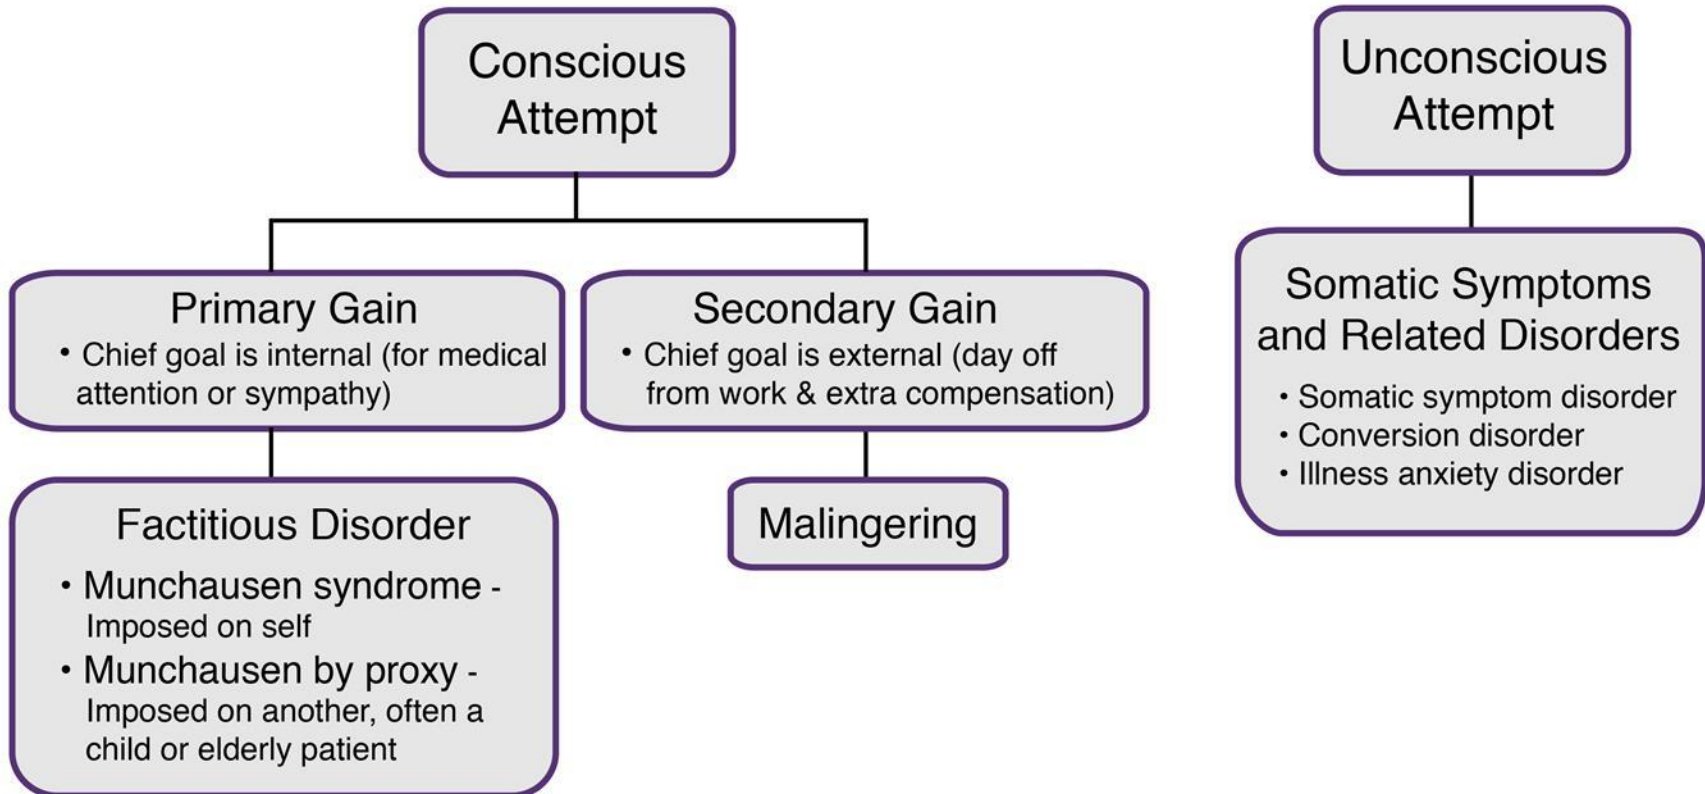 Conscious
Attempt
Unconscious
Attempt
Primary Gain
• Chief goal is internal (for medical
attention or sympathy)
Secondary Gain
• Chief goal is external (day off
from work & extra compensation)
Somatic Symptoms
and Related Disorders
• Somatic symptom disorder
• Conversion disorder
• Illness anxiety disorder
Factitious Disorder
• Munchausen syndrome -
Imposed on self
• Munchausen by proxy -
Imposed on another, often a
child or elderly patient
Malingering